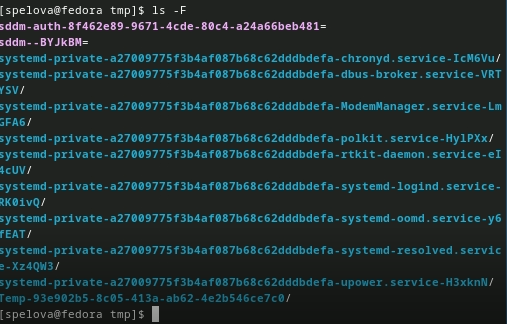 [spelova@fedora tmp]$ ls -F
sddm-auth-8f462e89-9671-4cde-80c4-a24a66beb481=
sddm--BYJkBM=
systemd-private-a27009775f3b4af087b68c62dddbdefa-chronyd.service-IcM6Vu/
systemd-private-a27009775f3b4af087b68c62dddbdefa-dbus-broker.service-VRT
YSV/
systemd-private-a27009775f3b4af087b68c62dddbdefa-ModemManager.service-Lm
GFA6/
systemd-private-a27009775f3b4af087b68c62dddbdefa-polkit.service-HylPXx/
systemd-private-a27009775f3b4af087b68c62dddbdefa-rtkit-daemon.service-eI
4cUV/
systemd-private-a27009775f3b4af087b68c62dddbdefa-systemd-logind.service-
RK0ivQ/
systemd-private-a27009775f3b4af087b68c62dddbdefa-systemd-oomd.service-y6
fEAT/
systemd-private-a27009775f3b4af087b68c62dddbdefa-systemd-resolved.servic
e-Xz4QW3/
systemd-private-a27009775f3b4af087b68c62dddbdefa-upower.service-H3xknN/
Temp-93e902b5-8c05-413a-ab62-4e2b546ce7c0/
[spelova@fedora tmp]$